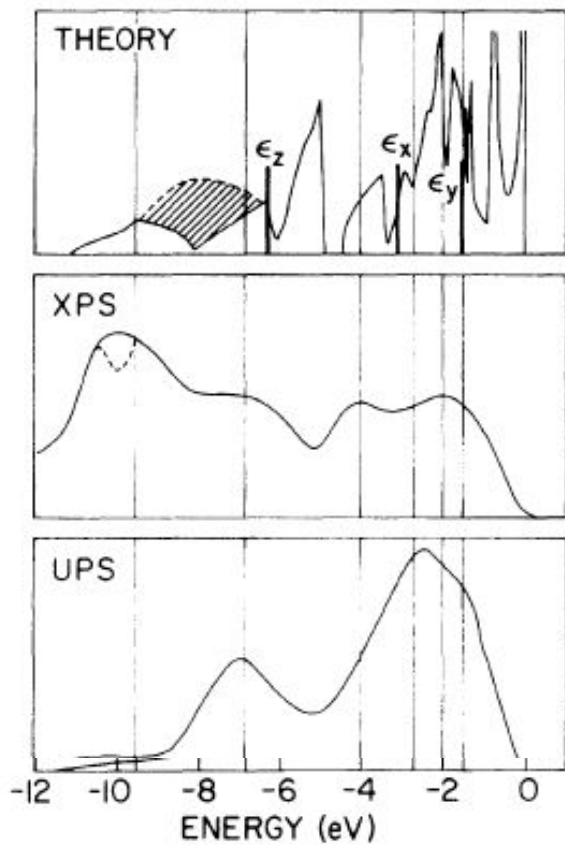 THEORY
ϵz
ϵx
ϵy
XPS
UPS
-12 -10 -8 -6 -4 -2 0
ENERGY (eV)